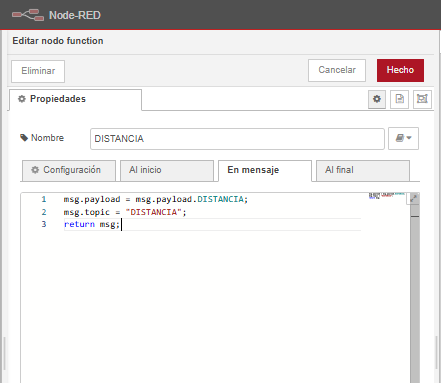 Node-RED
Editar nodo function
Eliminar
Cancelar
Hecho
Propiedades
Nombre
DISTANCIA
Configuración
Al inicio
En mensaje
Al final
1 msg.payload = msg.payload.DISTANCIA;
2 msg.topic = "DISTANCIA";
3 return msg;